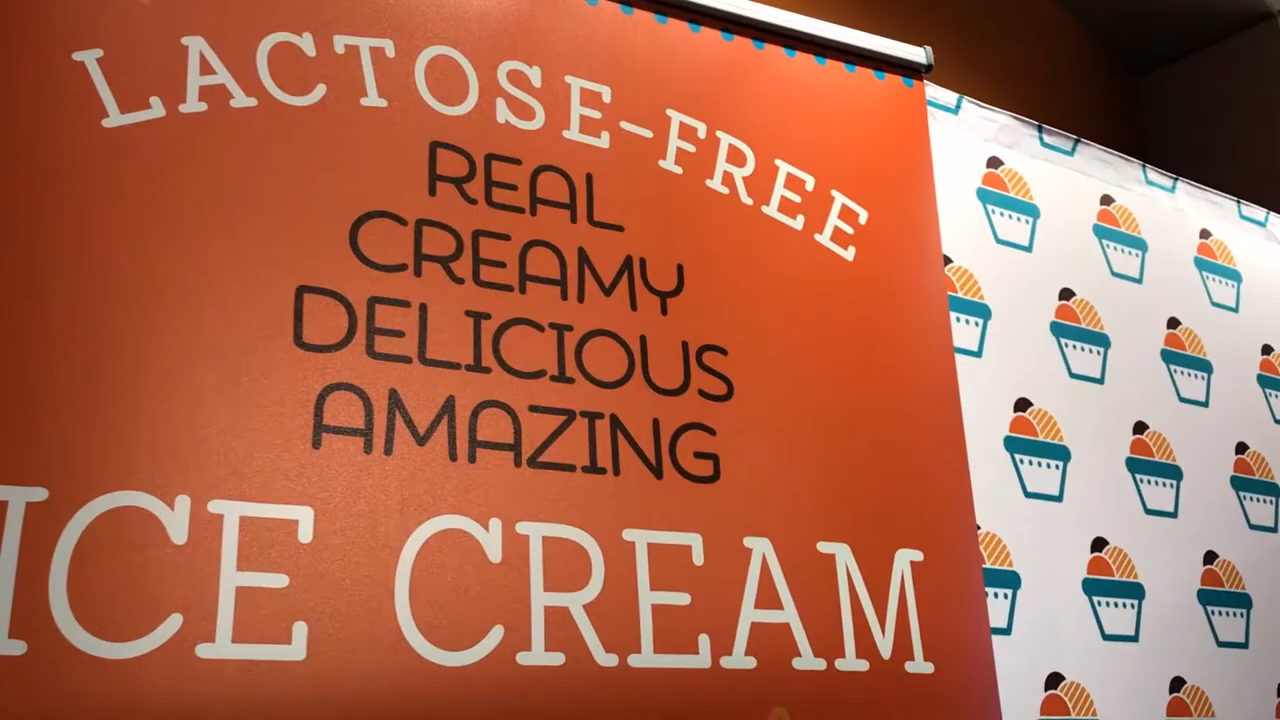 LACTOSE-FREE
REAL
CREAMY
DELICIOUS
AMAZING
ICE CREAM